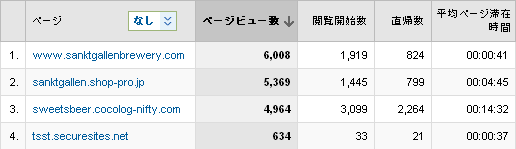 ページ なし ページビュー数 閲覧開始数 直帰数 平均ページ滞在時間
1. www.sanktgallenbrewery.com 6,008 1,919 824 00:00:41
2. sanktgallen.shop-pro.jp 5,369 1,445 799 00:04:45
3. sweetsbeer.cocolog-nifty.com 4,964 3,099 2,264 00:14:32
4. tsst.securesites.net 634 33 21 00:00:37